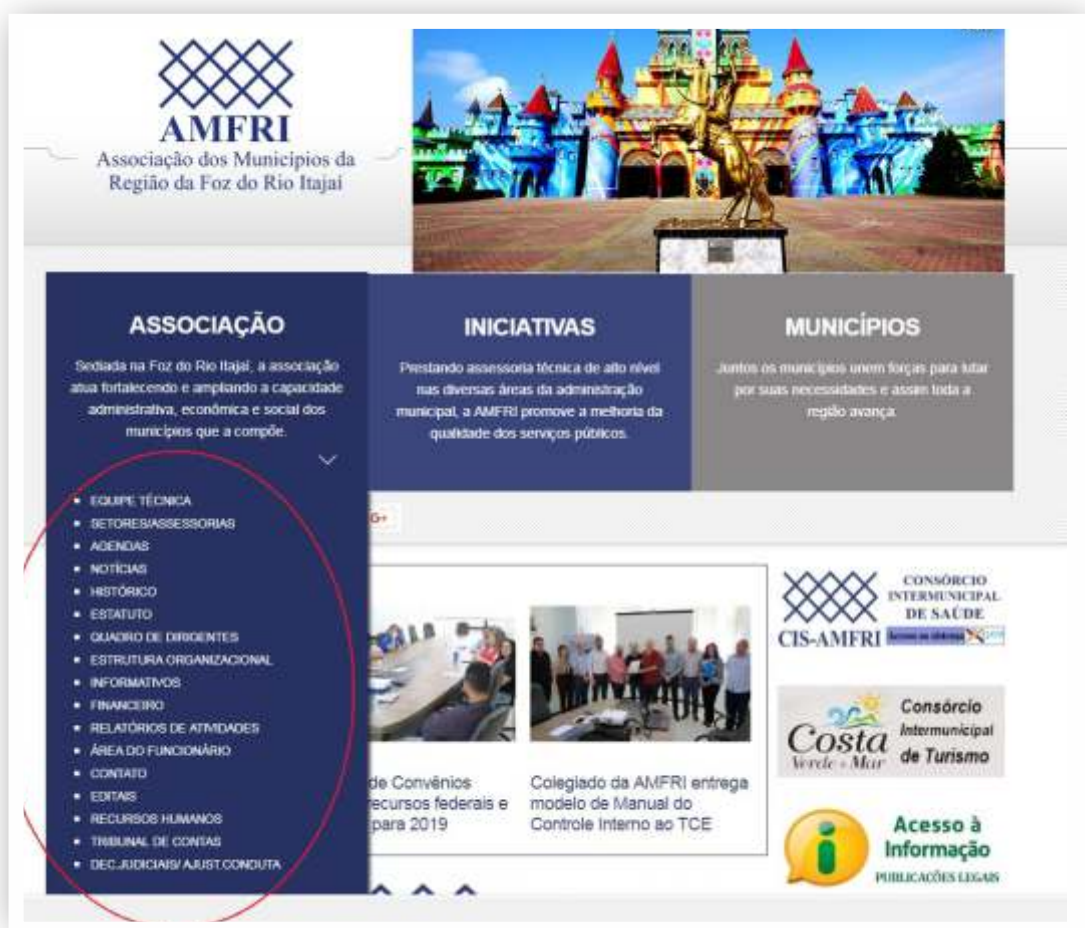 AMFRI
Associação dos Municípios da
Região da Foz do Rio Itajaí
ASSOCIAÇÃO
Sediada na Foz do Rio Itajaí, a associação
atua fortalecendo e ampliando a capacidade
administrativa, econômica e social dos
municípios que a compõe.
EQUIPE TÉCNICA
SETORES/ASSESSORIAS
AGENDAS
NOTÍCIAS
HISTÓRICO
ESTATUTO
QUADRO DE DIRIGENTES
ESTRUTURA ORGANIZACIONAL
INFORMATIVOS
FINANCEIRO
RELATÓRIOS DE ATIVIDADES
ÁREA DO FUNCIONÁRIO
CONTATO
EDITAIS
RECURSOS HUMANOS
TRIBUNAL DE CONTAS
DEC.JUDICIAIS/ AJUST.CONDUTA
INICIATIVAS
Prestando assessoria técnica de alto nível
nas diversas áreas da administração
municipal, a AMFRI promove a melhoria da
qualidade dos serviços públicos.
MUNICÍPIOS
Juntos os municípios unem forças para lutar
por suas necessidades e assim toda a
região avança.
G+
de Convênios
recursos federais e
para 2019
Colegiado da AMFRI entrega
modelo de Manual do
Controle Interno ao TCE
CONSÓRCIO
INTERMUNICIPAL
DE SAÚDE
CIS-AMFRI
Acesso ao sistema
Costa
Verde & Mar
Consórcio
Intermunicipal
de Turismo
Acesso à
Informação
PUBLICAÇÕES LEGAIS